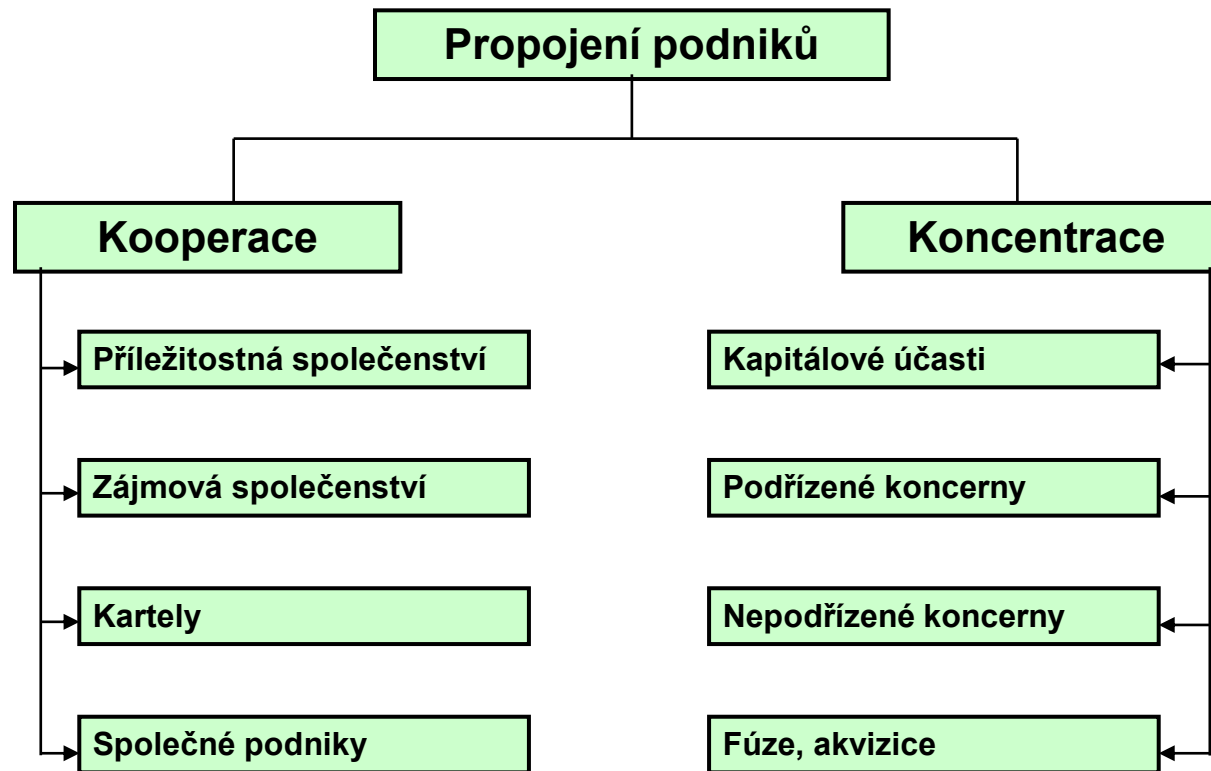 Propojení podniků
Kooperace
Koncentrace
Příležitostná společenství
Kapitálové účasti
Zájmová společenství
Podřízené koncerny
Kartely
Nepodřízené koncerny
Společné podniky
Fúze, akvizice